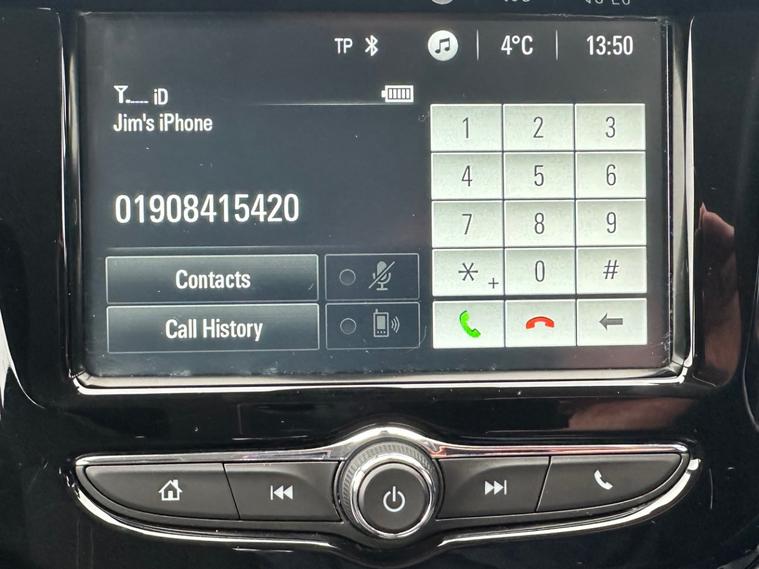 TP 4°C 13:50
iD
Jim's iPhone
01908415420
Contacts
Call History
1 2 3
4 5 6
7 8 9
*+ 0 #